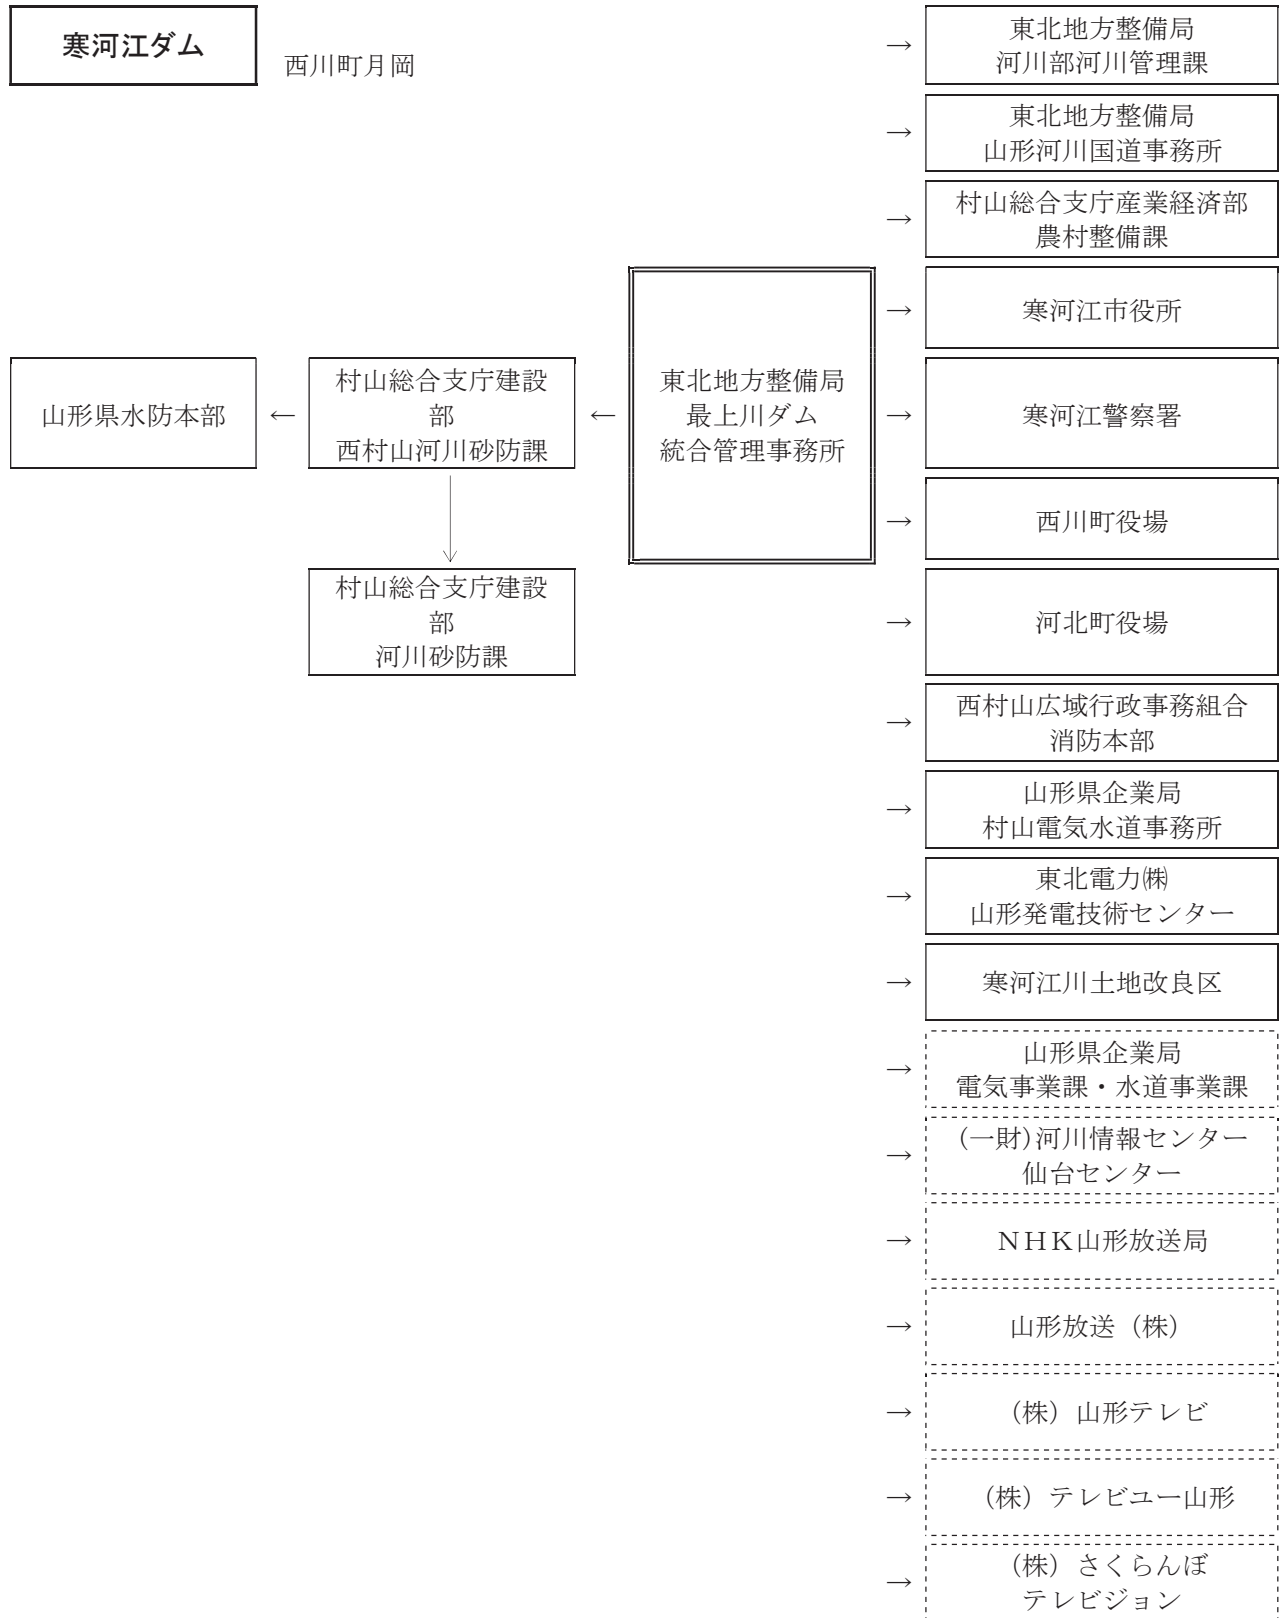 寒河江ダム
西川町月岡
山形県水防本部
←
村山総合支庁建設
部
西村山河川砂防課
村山総合支庁建設
部
河川砂防課
←
東北地方整備局
最上川ダム
統合管理事務所
→
東北地方整備局
河川部河川管理課
→
東北地方整備局
山形河川国道事務所
→
村山総合支庁産業経済部
農村整備課
→
寒河江市役所
→
寒河江警察署
→
西川町役場
→
河北町役場
→
西村山広域行政事務組合
消防本部
→
山形県企業局
村山電気水道事務所
→
東北電力㈱
山形発電技術センター
→
寒河江川土地改良区
→
山形県企業局
電気事業課・水道事業課
→
(一財)河川情報センター
仙台センター
→
ＮＨＫ山形放送局
→
山形放送（株）
→
（株）山形テレビ
→
（株）テレビユー山形
→
（株）さくらんぼ
テレビジョン